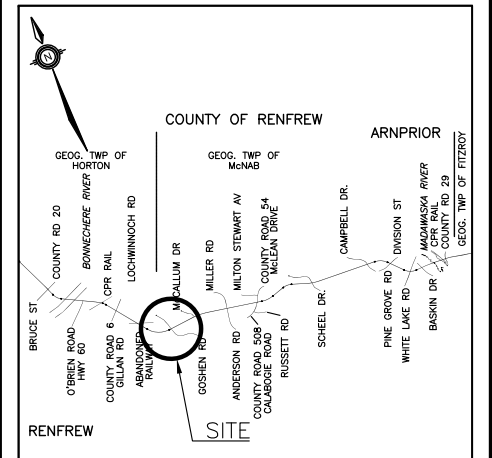 N
COUNTY OF RENFREW
ARNPRIOR
GEOG. TWP OF
HORTON
GEOG. TWP OF
McNAB
GEOG. TWP OF FITZROY
COUNTY RD 20
BONNECHERE RIVER
CPR RAIL
LOCHWINNOCH RD
McCALLUM DR
MILLER RD
MILTON STEWART AV
COUNTY ROAD 54
McLEAN DRIVE
CAMPBELL DR.
DIVISION ST
MADAWASKA RIVER
CPR RAIL
COUNTY RD 29
BRUCE ST
O'BRIEN ROAD
HWY 60
COUNTY ROAD 6
GILLAN RD
ABANDONED
RAILWAY
GOSHEN RD
ANDERSON RD
COUNTY ROAD 508
CALABOGIE ROAD
RUSSETT RD
SCHEEL DR.
PINE GROVE RD
WHITE LAKE RD
BASKIN DR
RENFREW
SITE